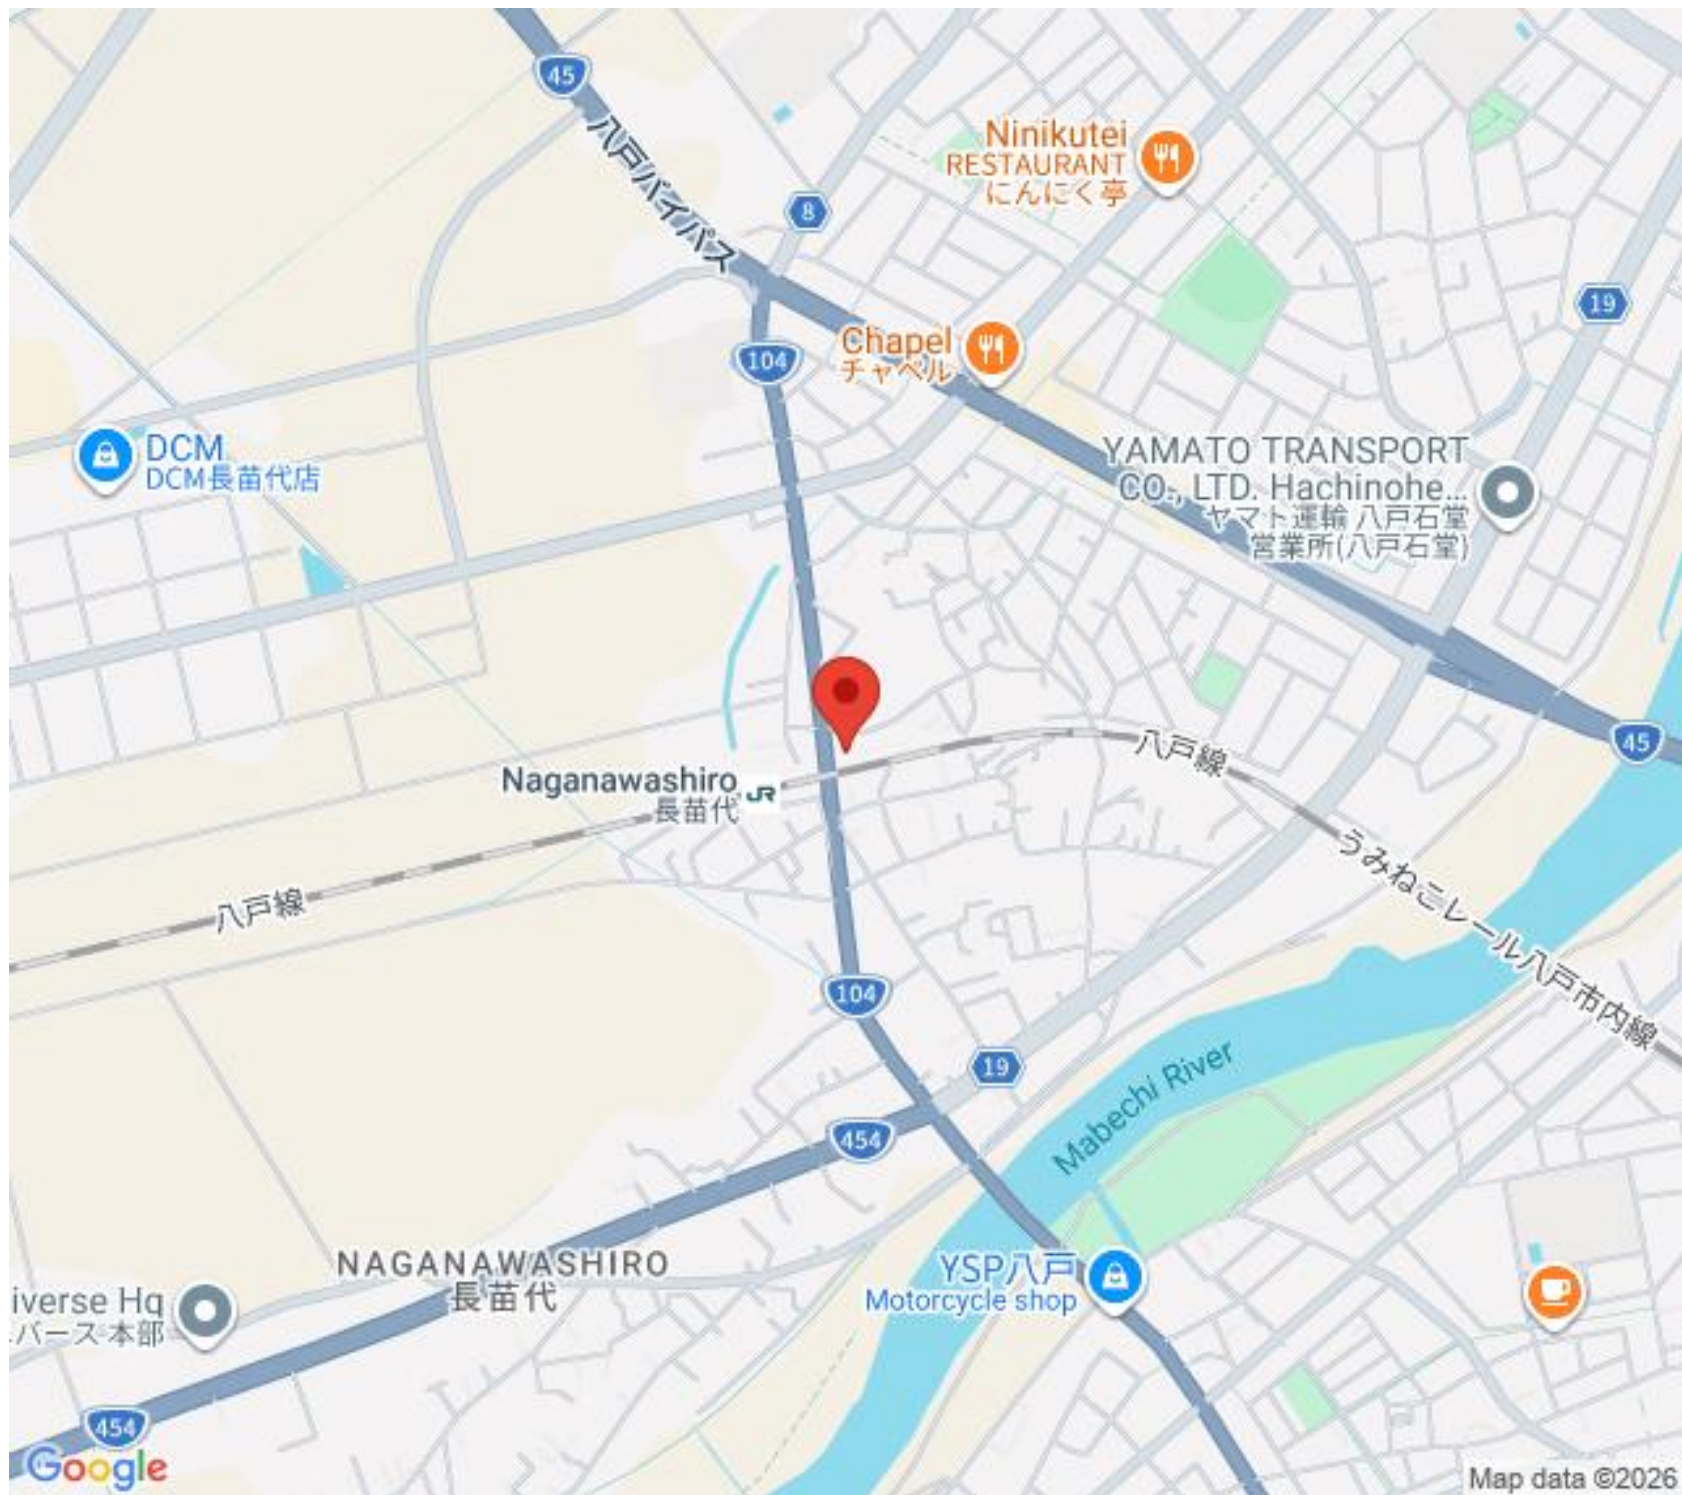 45
八戸バイパス
Ninikutei
RESTAURANT
にんにく亭
8
19
Chapel
チャペル
104
DCM
DCM長苗代店
YAMATO TRANSPORT
CO., LTD. Hachinohe...
ヤマト運輸 八戸石堂
営業所(八戸石堂)
45
八戸線
Naganawashiro
長苗代
JR
うみねこレール八戸市内線
八戸線
104
19
Mabechi River
454
NAGANAWASHIRO
長苗代
YSP八戸
Motorcycle shop
iverse Hq
バース 本部
454
Google
Map data ©2026